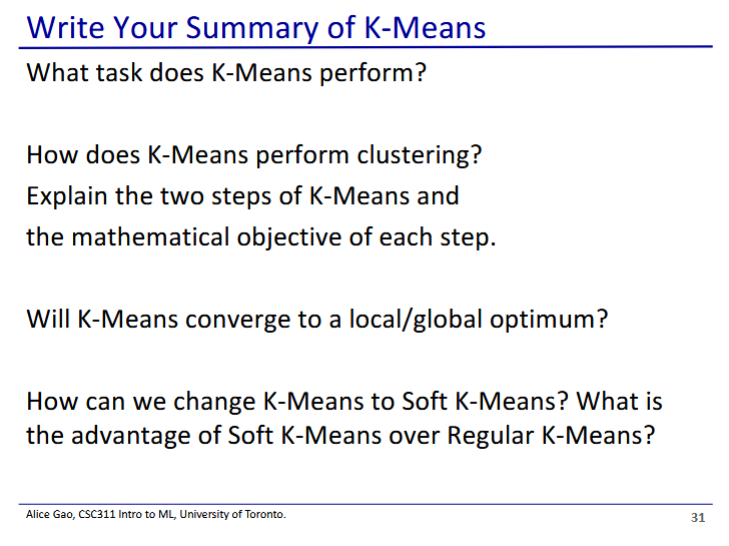 Write Your Summary of K-Means
What task does K-Means perform?
How does K-Means perform clustering?
Explain the two steps of K-Means and
the mathematical objective of each step.
Will K-Means converge to a local/global optimum?
How can we change K-Means to Soft K-Means? What is
the advantage of Soft K-Means over Regular K-Means?
Alice Gao, CSC311 Intro to ML, University of Toronto.
31